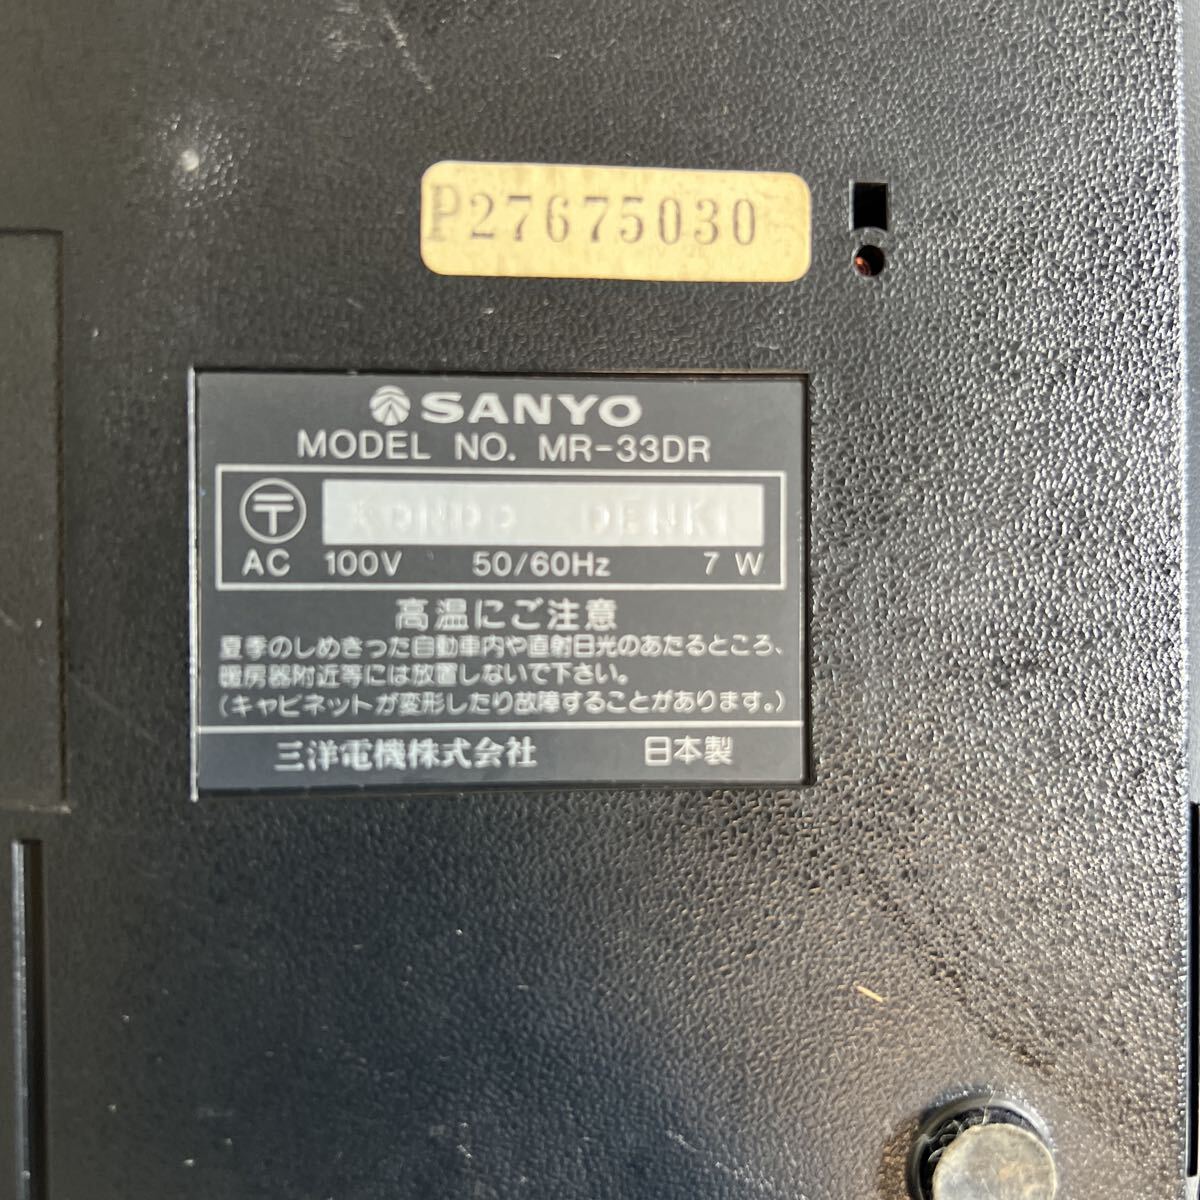 P27675030
SANYO
MODEL NO. MR-33DR
〒
KONDO DENKI
AC 100V 50/60Hz 7 W
高温にご注意
夏季のしめきった自動車内や直射日光のあたるところ、
暖房器附近等には放置しないで下さい。
(キャビネットが変形したり故障することがあります。)
三洋電機株式会社 日本製